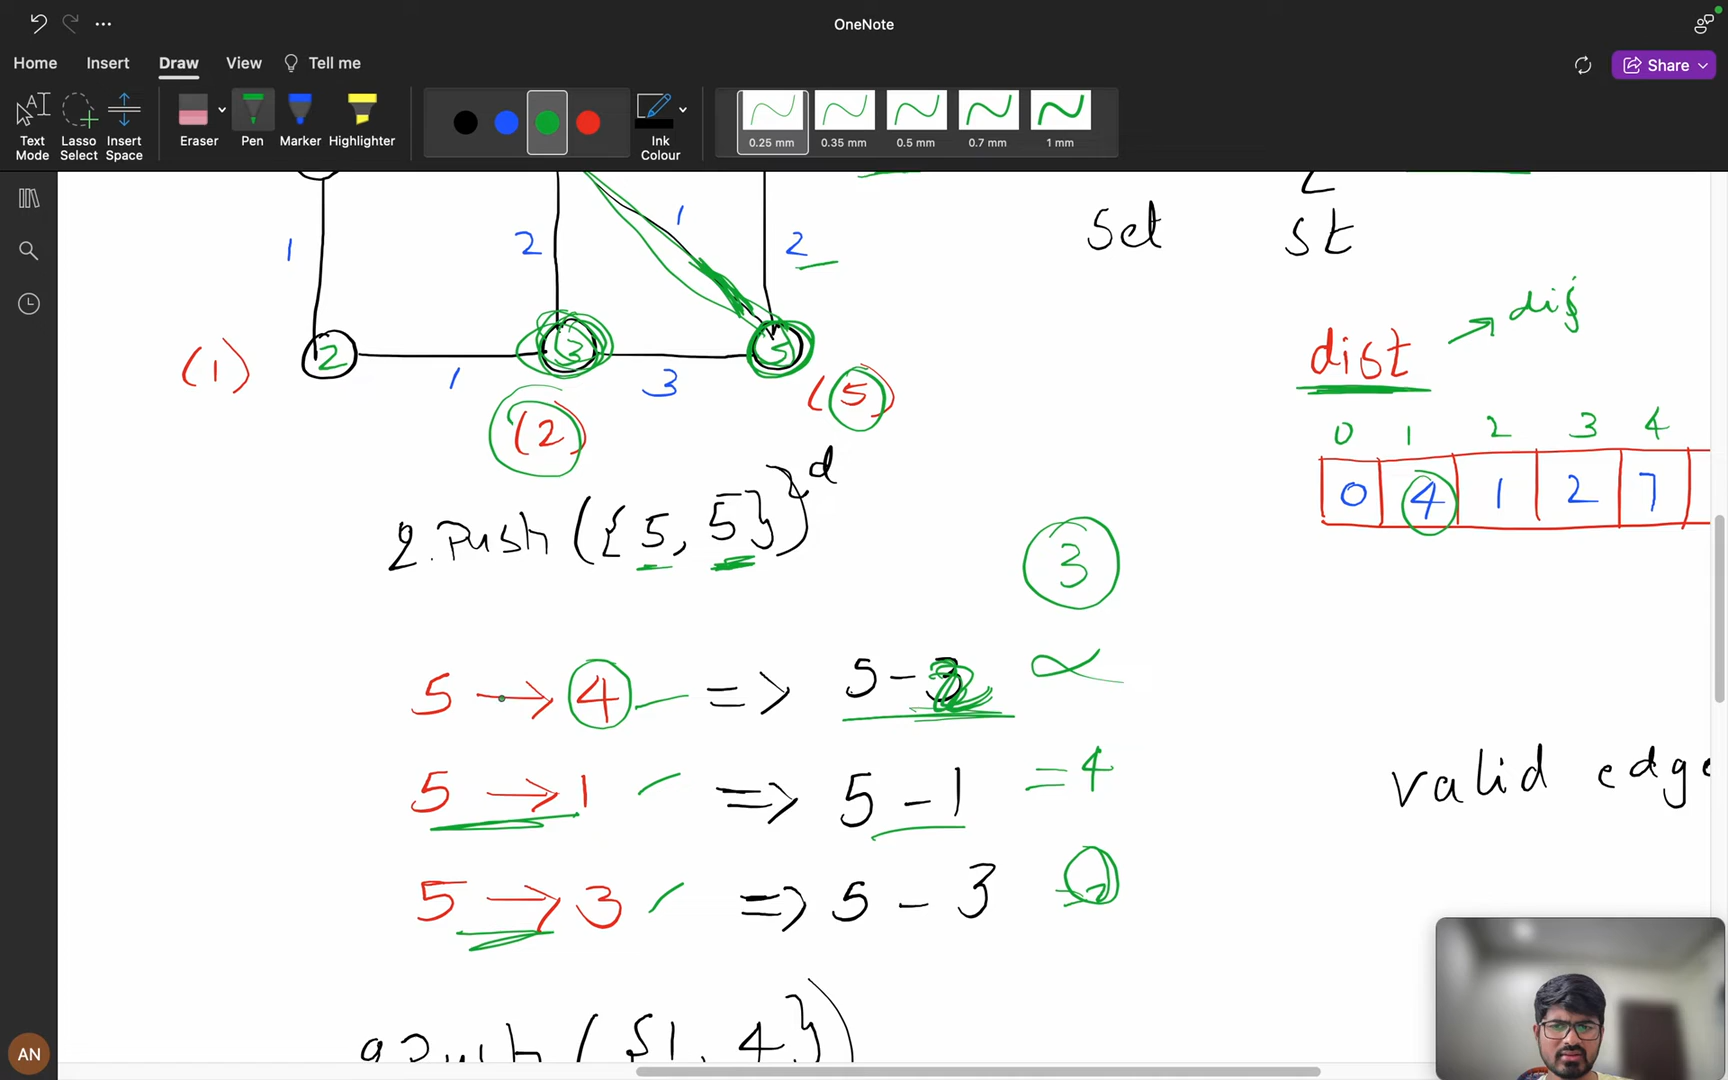 OneNote
Home Insert Draw View Tell me
Share
Text Mode
Lasso Select
Insert Space
Eraser
Pen
Marker
Highlighter
Ink Colour
0.25 mm
0.35 mm
0.5 mm
0.7 mm
1 mm
1 2 1 2
Set st
2 3 5
(1) 1 3
(2) (5)
dist → dis
0 1 2 3 4
0 4 1 2 7
q.push({5, 5}) d
3
5 → 4 => 5 -
5 → 1 => 5 - 1 = 4
5 → 3 => 5 - 3 = 2
valid edge
q.push({1, 4})
AN